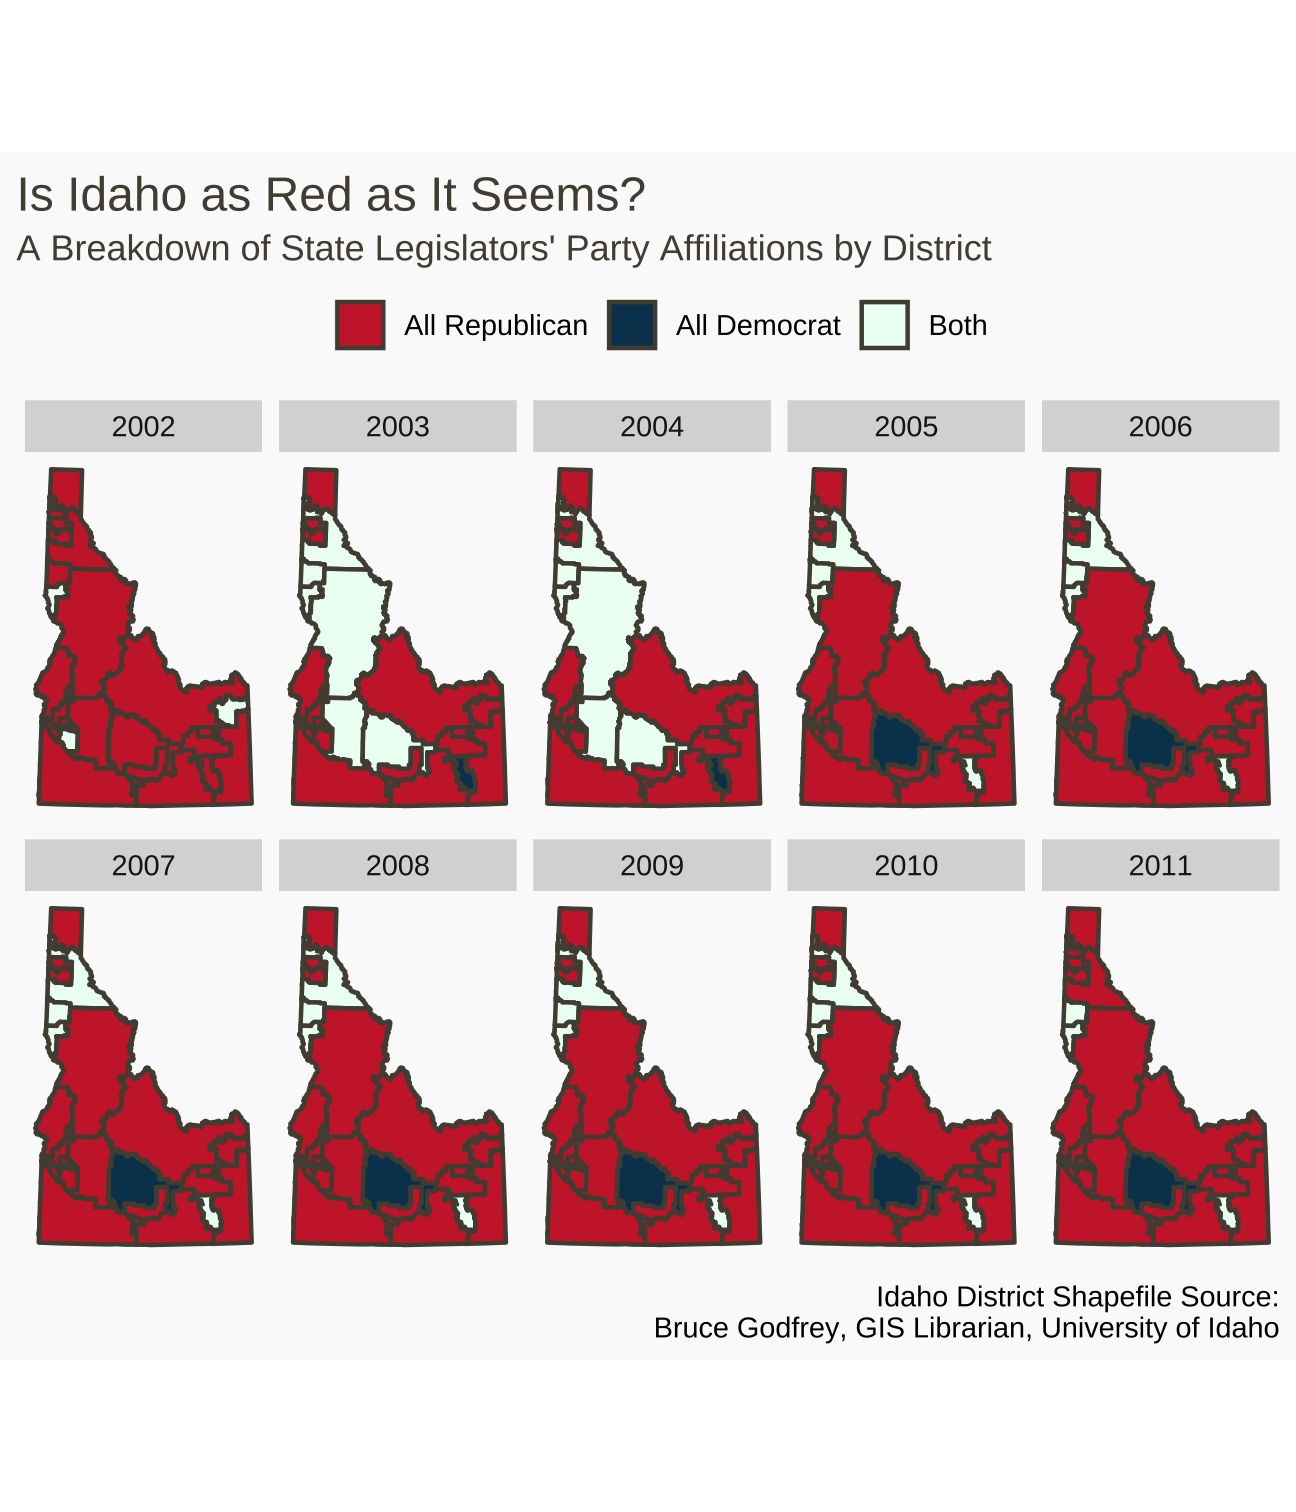 Is Idaho as Red as It Seems?
A Breakdown of State Legislators' Party Affiliations by District
All Republican
All Democrat
Both
2002
2003
2004
2005
2006
2007
2008
2009
2010
2011
Idaho District Shapefile Source:
Bruce Godfrey, GIS Librarian, University of Idaho